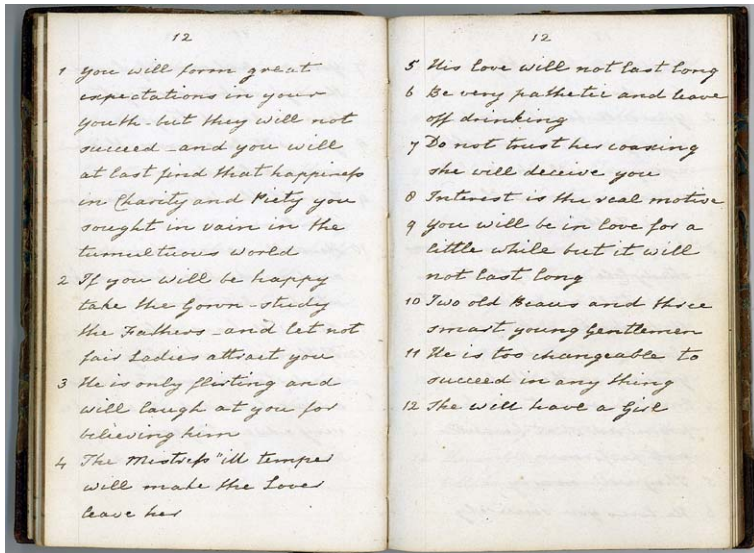 12
1 You will form great
expectations in your
youth - but they will not
succeed - and you will
at last find that happiness
in Charity and Piety you
sought in vain in the
tumultuous world
2 If you will be happy
take the Gown - study
the Fathers - and let not
fair Ladies attract you
3 He is only flirting and
will laugh at you for
believing him
4 The Mistress" ill temper
will make the Lover
leave her
12
5 His love will not last long
6 Be very pathetic and leave
off drinking
7 Do not trust her coaxing
she will deceive you
8 Interest is the real motive
9 You will be in love for a
little while but it will
not last long
10 Two old Beaus and three
smart young Gentlemen
11 He is too changeable to
succeed in any thing
12 She will have a Girl